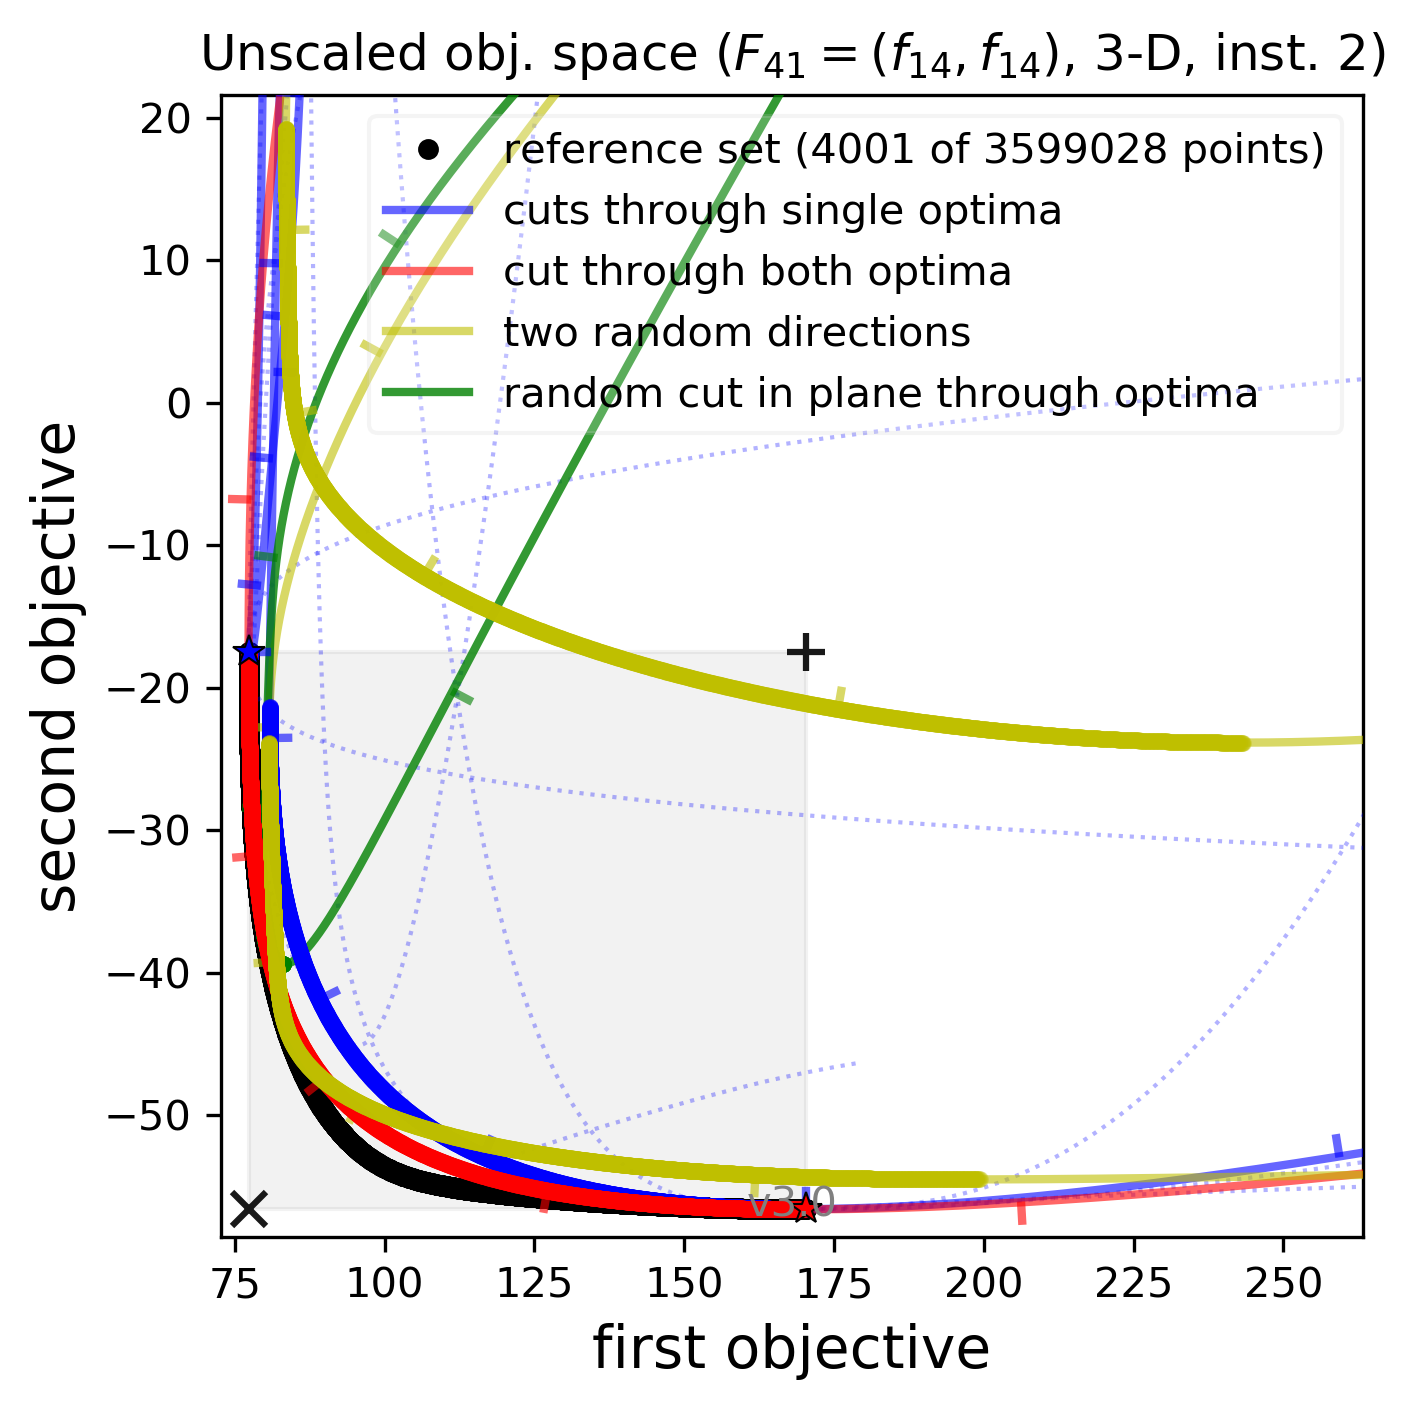 Unscaled obj. space (F₄₁ = (f₁₄, f₁₄), 3-D, inst. 2)
reference set (4001 of 3599028 points)
cuts through single optima
cut through both optima
two random directions
random cut in plane through optima
20
10
0
−10
−20
−30
−40
−50
second objective
v3.0
75 100 125 150 175 200 225 250
first objective